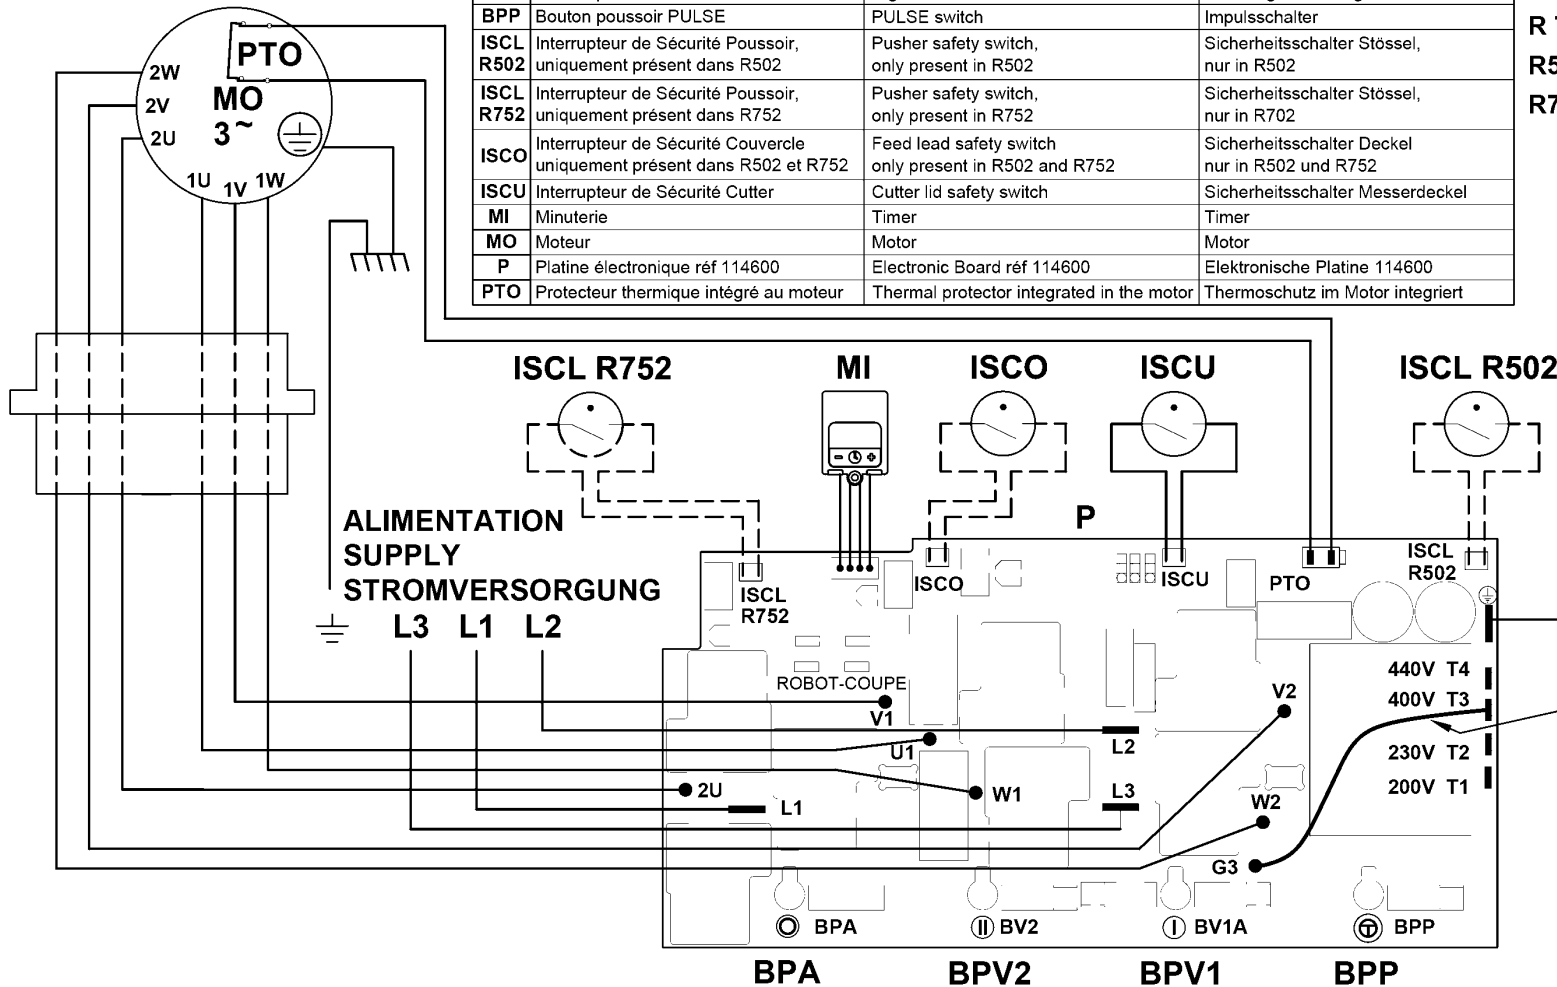 BPP Bouton poussoir PULSE PULSE switch Impulsschalter
ISCL R502 Interrupteur de Sécurité Poussoir, Pusher safety switch, Sicherheitsschalter Stössel,
uniquement présent dans R502 only present in R502 nur in R502
ISCL R752 Interrupteur de Sécurité Poussoir, Pusher safety switch, Sicherheitsschalter Stössel,
uniquement présent dans R752 only present in R752 nur in R702
ISCO Interrupteur de Sécurité Couvercle Feed lead safety switch Sicherheitsschalter Deckel
uniquement présent dans R502 et R752 only present in R502 and R752 nur in R502 und R752
ISCU Interrupteur de Sécurité Cutter Cutter lid safety switch Sicherheitsschalter Messerdeckel
MI Minuterie Timer Timer
MO Moteur Motor Motor
P Platine électronique réf 114600 Electronic Board réf 114600 Elektronische Platine 114600
PTO Protecteur thermique intégré au moteur Thermal protector integrated in the motor Thermoschutz im Motor integriert
R
R5
R7
PTO
MO
3~
2W
2V
2U
1U 1V 1W
ISCL R752 MI ISCO ISCU ISCL R502
P
ALIMENTATION
SUPPLY
STROMVERSORGUNG
L3 L1 L2
ISCL
R752
ISCO
ISCU
PTO
ISCL
R502
ROBOT-COUPE
V1
U1
2U
L1
W1
L2
L3
V2
W2
G3
440V T4
400V T3
230V T2
200V T1
BPA
II BV2
I BV1A
BPP
BPA BPV2 BPV1 BPP